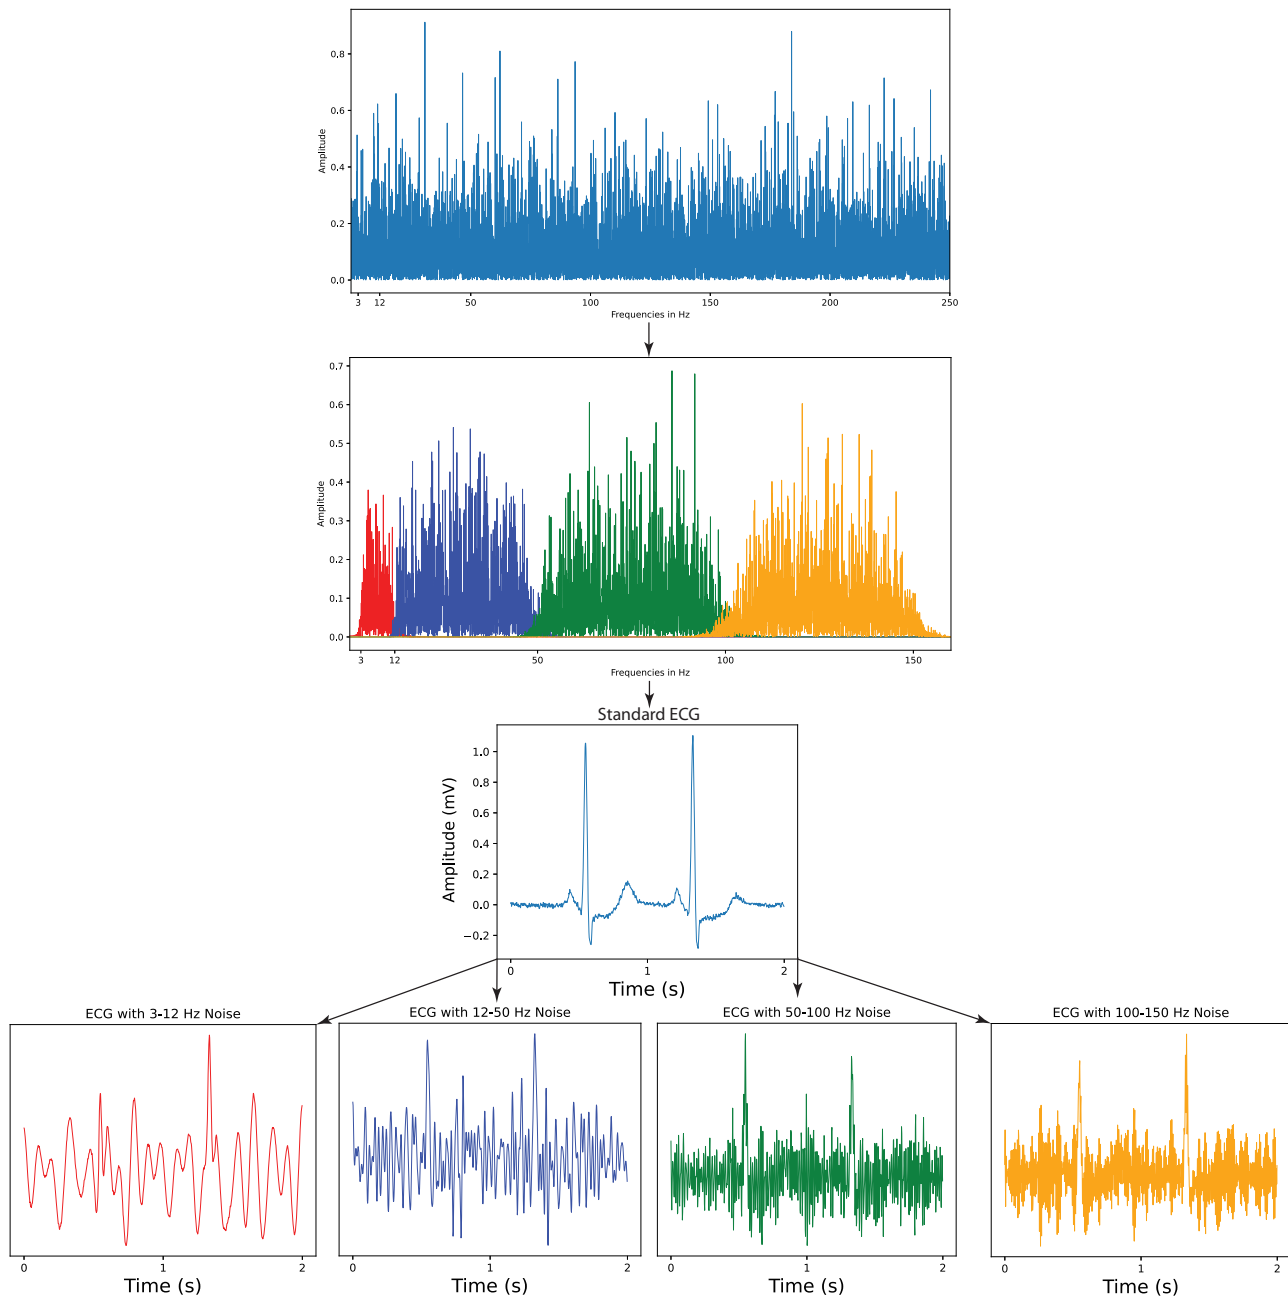 0.8
0.6
Amplitude
0.4
0.2
0.0
3 12 50 100 150 200 250
Frequencies in Hz
0.7
0.6
0.5
0.4
Amplitude
0.3
0.2
0.1
0.0
3 12 50 100 150
Frequencies in Hz
Standard ECG
1.0
0.8
0.6
0.4
Amplitude (mV)
0.2
0.0
−0.2
0 1 2
Time (s)
ECG with 3-12 Hz Noise
0 1 2
Time (s)
ECG with 12-50 Hz Noise
0 1 2
Time (s)
ECG with 50-100 Hz Noise
0 1 2
Time (s)
ECG with 100-150 Hz Noise
0 1 2
Time (s)